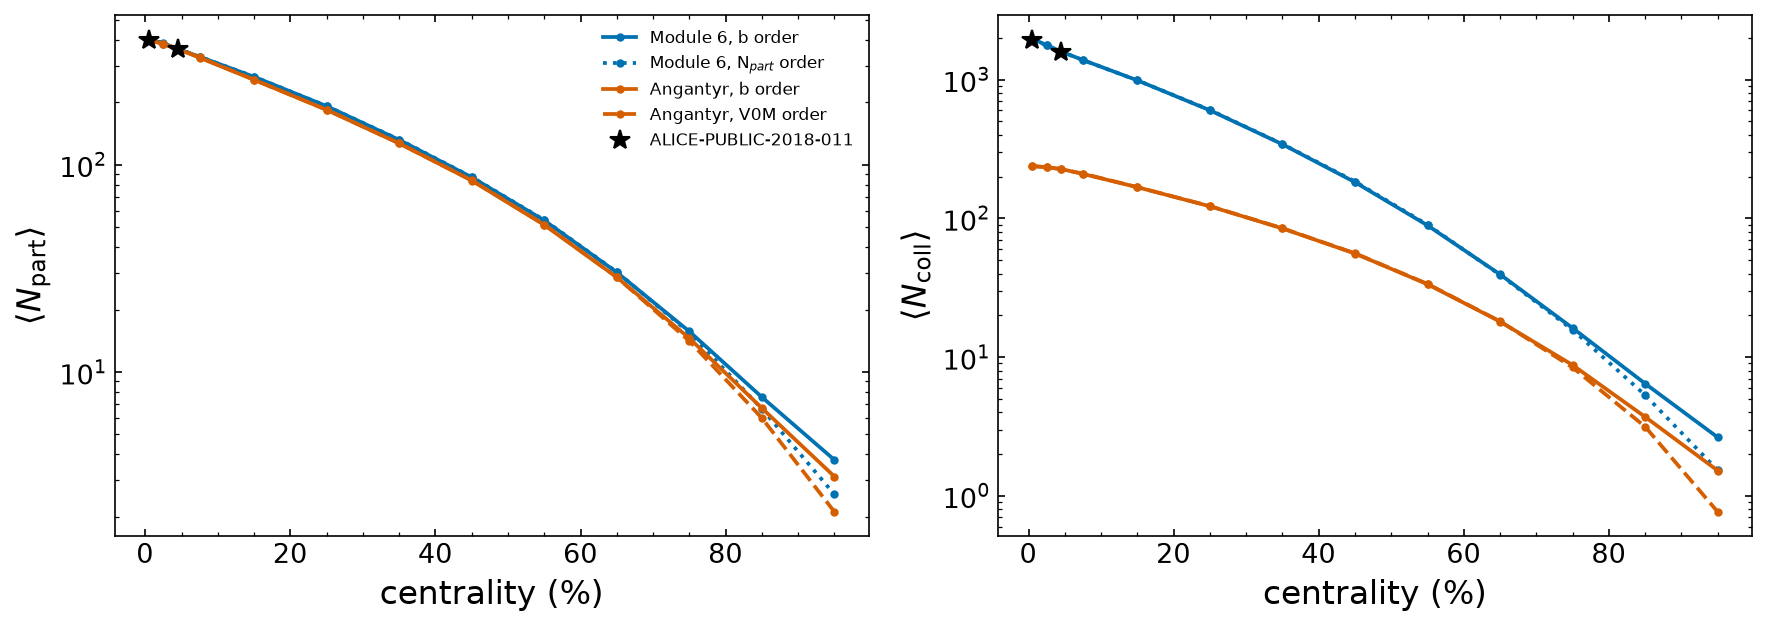 Module 6, b order
Module 6, N_part order
Angantyr, b order
Angantyr, V0M order
ALICE-PUBLIC-2018-011
⟨N_part⟩
10²
10¹
0 20 40 60 80
centrality (%)
⟨N_coll⟩
10³
10²
10¹
10⁰
0 20 40 60 80
centrality (%)